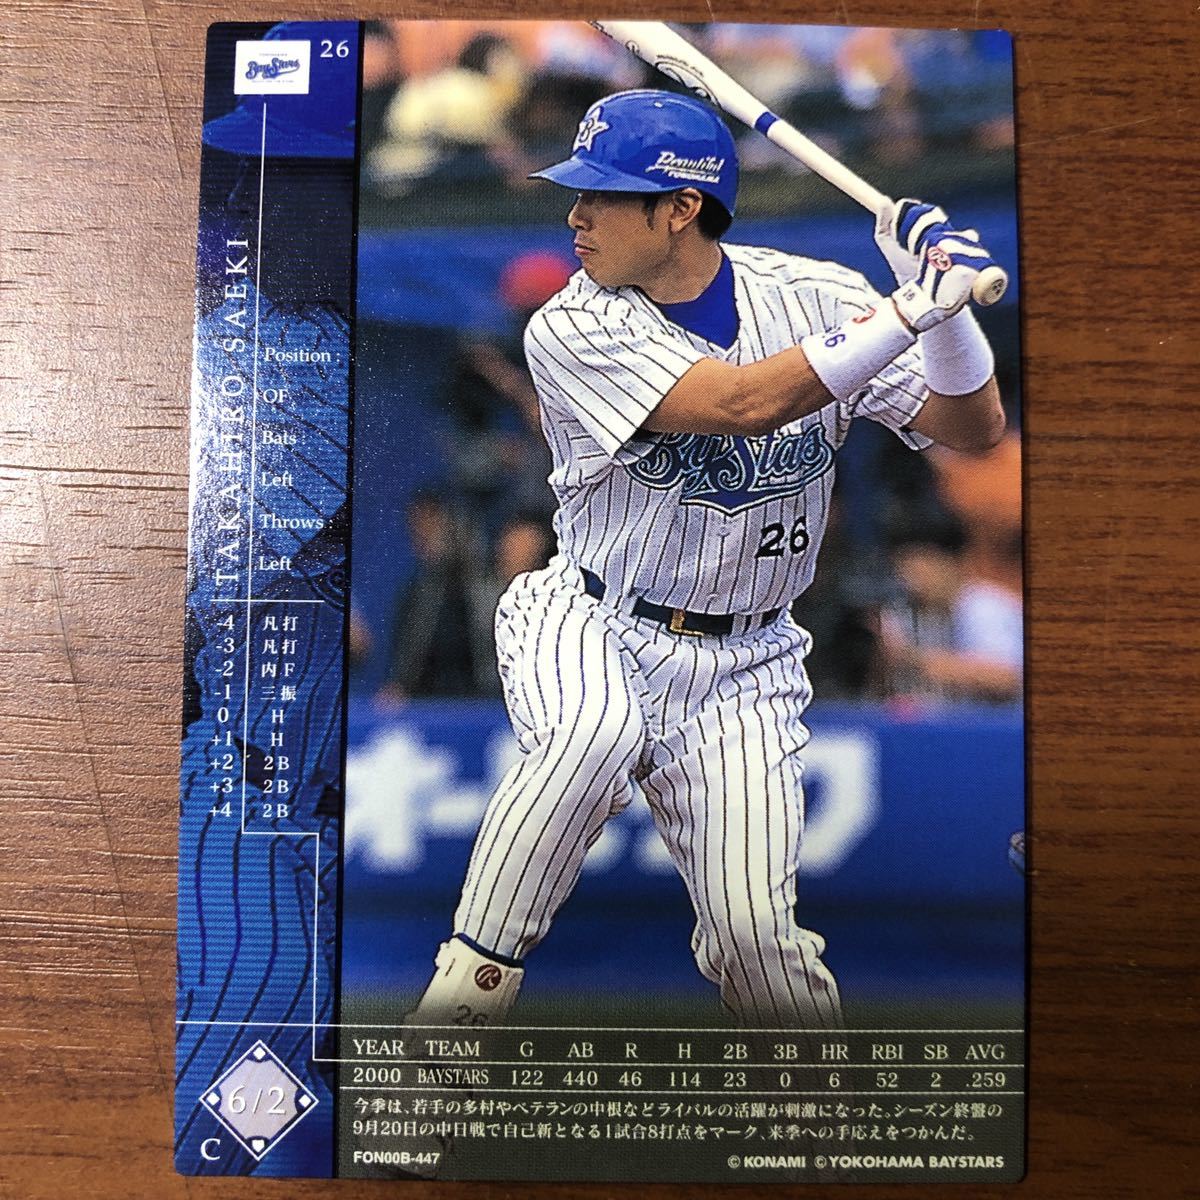 BayStars
26
TAKAHIRO SAEKI
Position :
OF
Bats :
Left
Throws :
Left
-4 凡打
-3 凡打
-2 内F
-1 三振
0 H
+1 H
+2 2B
+3 2B
+4 2B
6/2
C
B
Beautiful
YOKOHAMA
26
BayStars
26
26
YEAR TEAM G AB R H 2B 3B HR RBI SB AVG
2000 BAYSTARS 122 440 46 114 23 0 6 52 2 .259
今季は、若手の多村やベテランの中根などライバルの活躍が刺激になった。シーズン終盤の
9月20日の中日戦で自己新となる1試合8打点をマーク、来季への手応えをつかんだ。
FON00B-447
© KONAMI © YOKOHAMA BAYSTARS